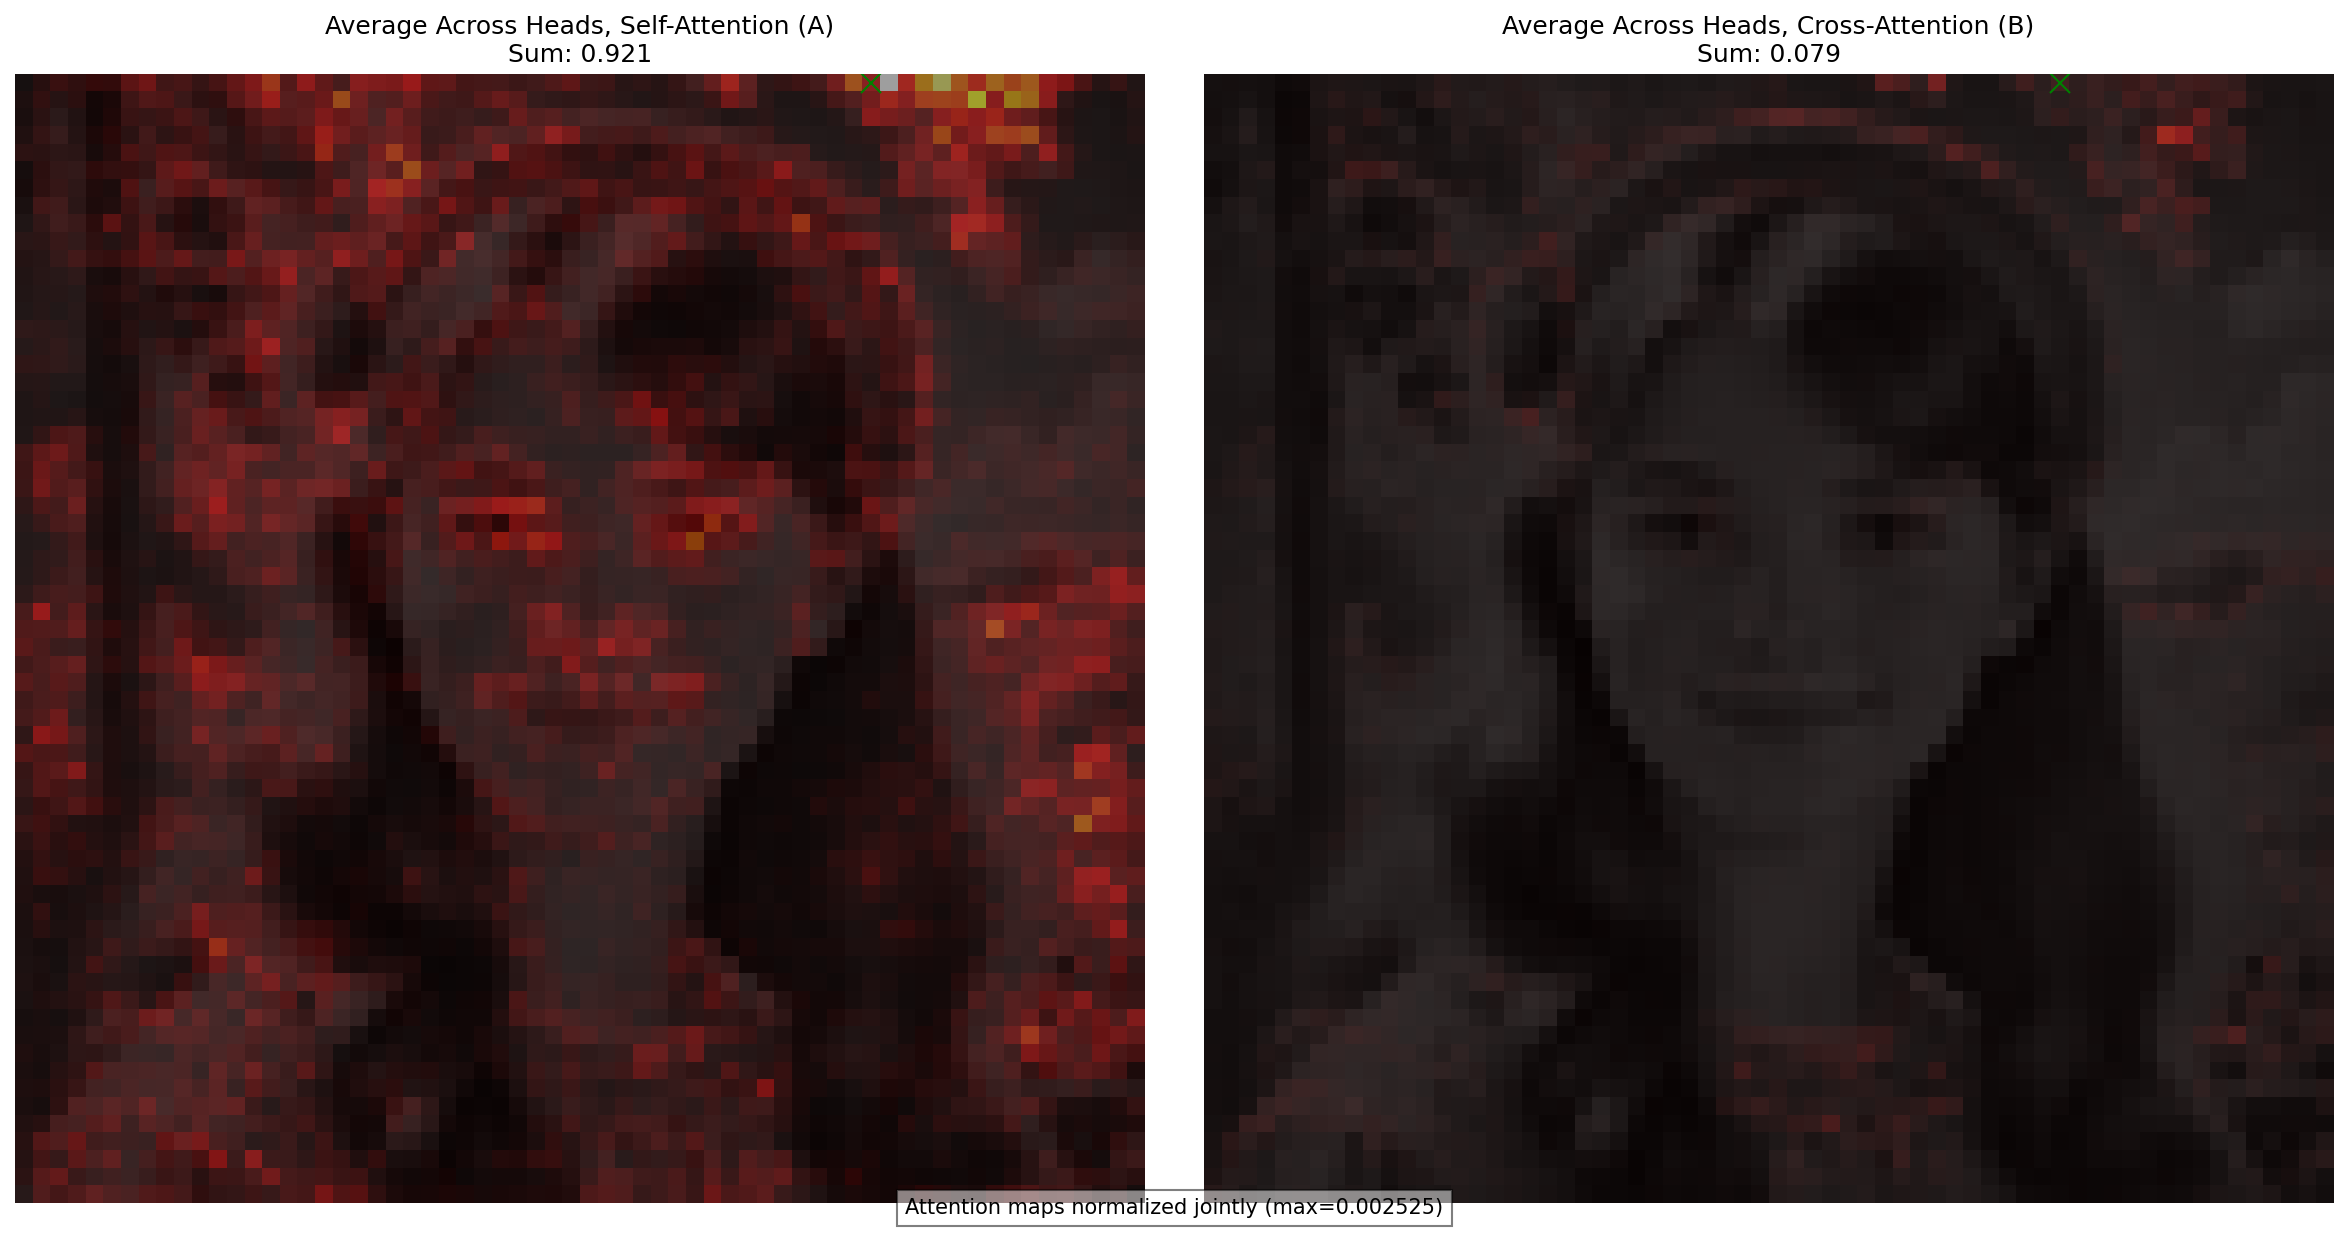 Average Across Heads, Self-Attention (A)
Sum: 0.921
Average Across Heads, Cross-Attention (B)
Sum: 0.079
Attention maps normalized jointly (max=0.002525)